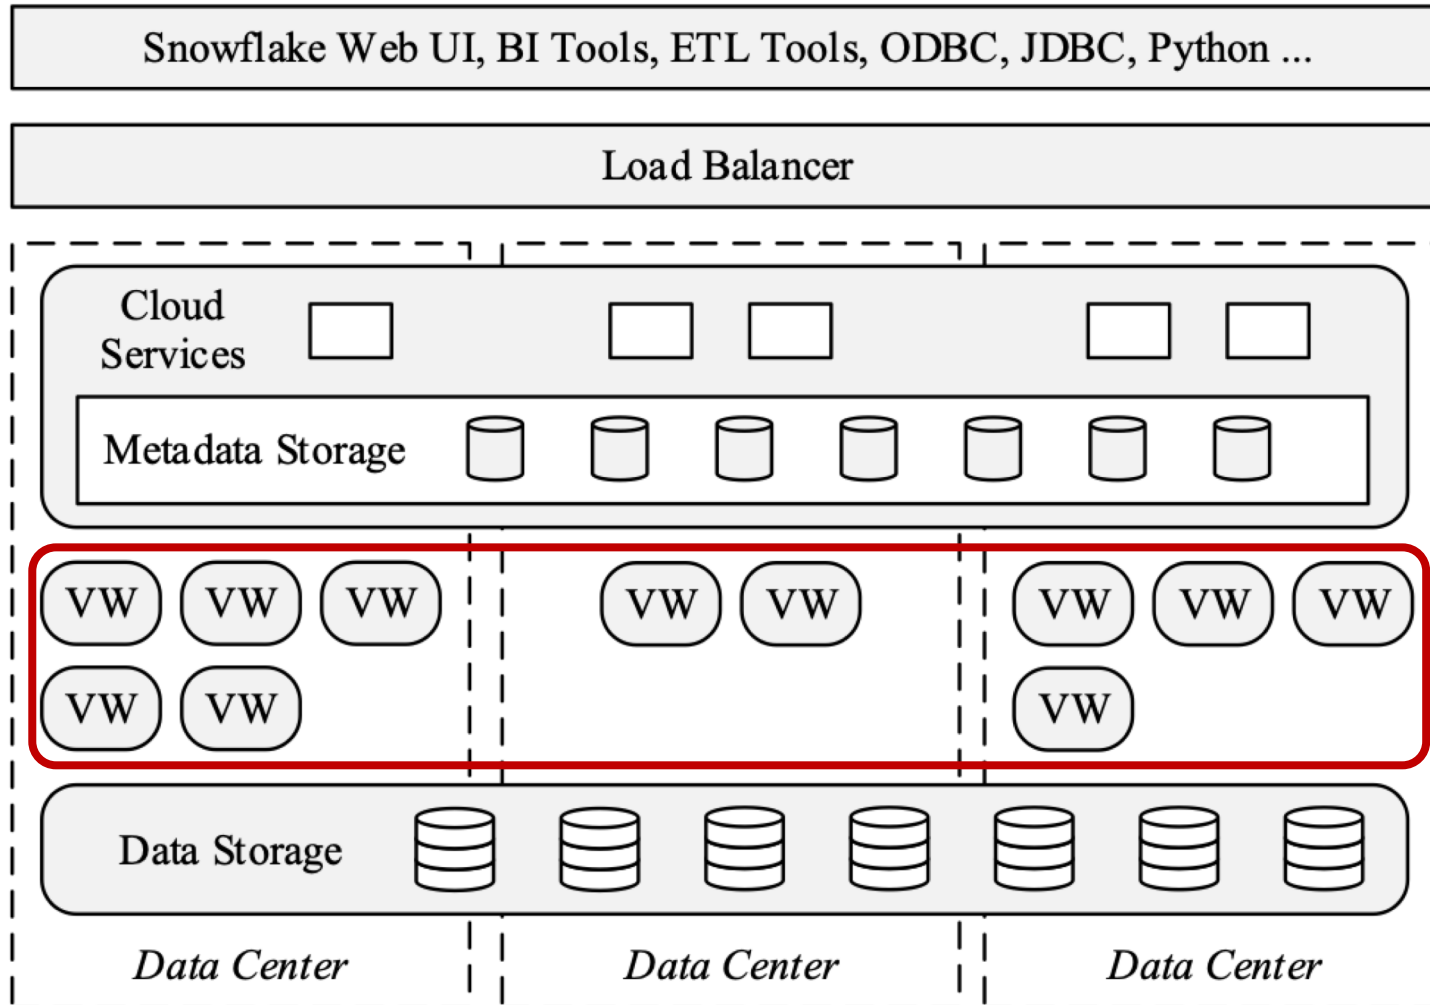 Snowflake Web UI, BI Tools, ETL Tools, ODBC, JDBC, Python ...
Load Balancer
Cloud
Services
Metadata Storage
VW VW VW VW VW VW VW VW
VW VW VW
Data Storage
Data Center Data Center Data Center